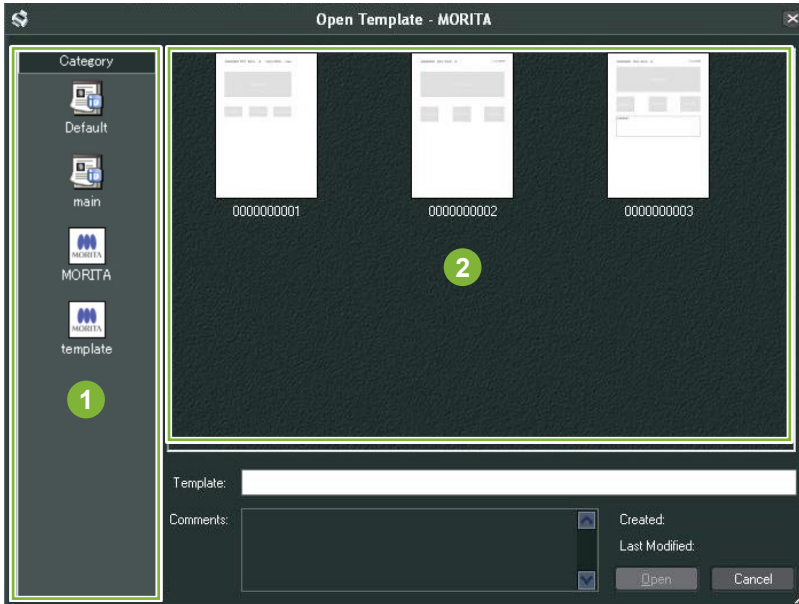 Open Template - MORITA
Category
Default
main
MORITA
MORITA
MORITA
template
1
0000000001
0000000002
0000000003
2
Template:
Comments:
Created:
Last Modified:
Open
Cancel